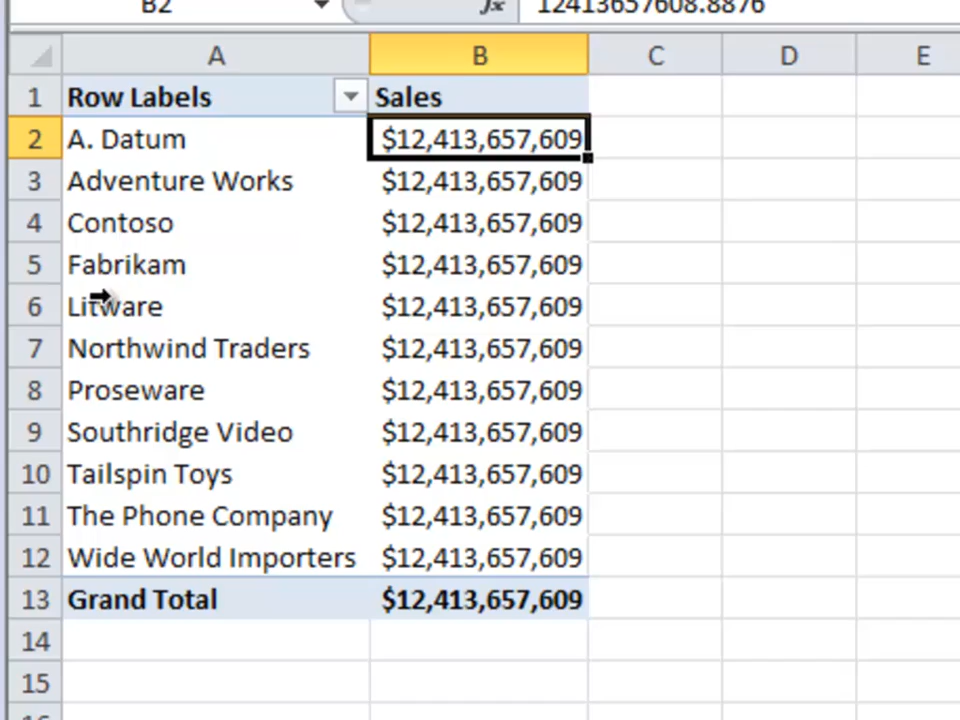 B2 fx 12413657608.8876
A B C D E
1 Row Labels Sales
2 A. Datum $12,413,657,609
3 Adventure Works $12,413,657,609
4 Contoso $12,413,657,609
5 Fabrikam $12,413,657,609
6 Litware $12,413,657,609
7 Northwind Traders $12,413,657,609
8 Proseware $12,413,657,609
9 Southridge Video $12,413,657,609
10 Tailspin Toys $12,413,657,609
11 The Phone Company $12,413,657,609
12 Wide World Importers $12,413,657,609
13 Grand Total $12,413,657,609
14
15
16